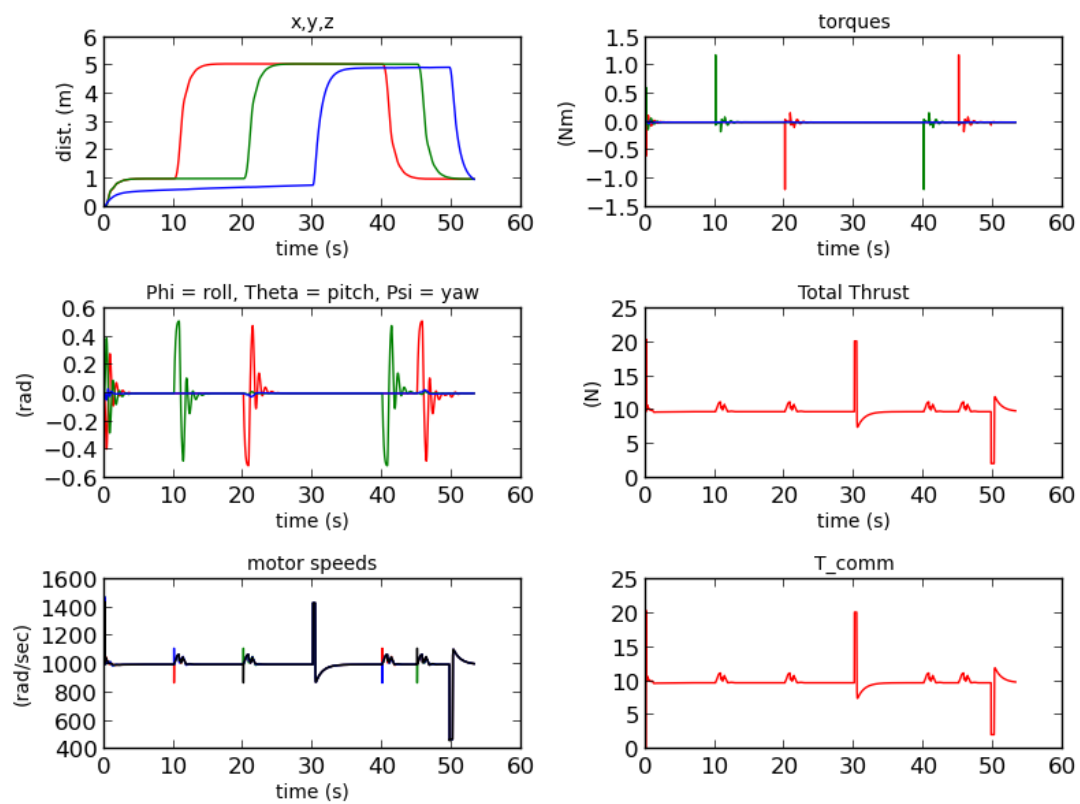 x,y,z
6
5
4
3
2
1
0
dist. (m)
0 10 20 30 40 50 60
time (s)
torques
1.5
1.0
0.5
0.0
−0.5
−1.0
−1.5
(Nm)
0 10 20 30 40 50 60
time (s)
Phi = roll, Theta = pitch, Psi = yaw
0.6
0.4
0.2
0.0
−0.2
−0.4
−0.6
(rad)
0 10 20 30 40 50 60
time (s)
Total Thrust
25
20
15
10
5
0
(N)
0 10 20 30 40 50 60
time (s)
motor speeds
1600
1400
1200
1000
800
600
400
(rad/sec)
0 10 20 30 40 50 60
time (s)
T_comm
25
20
15
10
5
0
0 10 20 30 40 50 60
time (s)